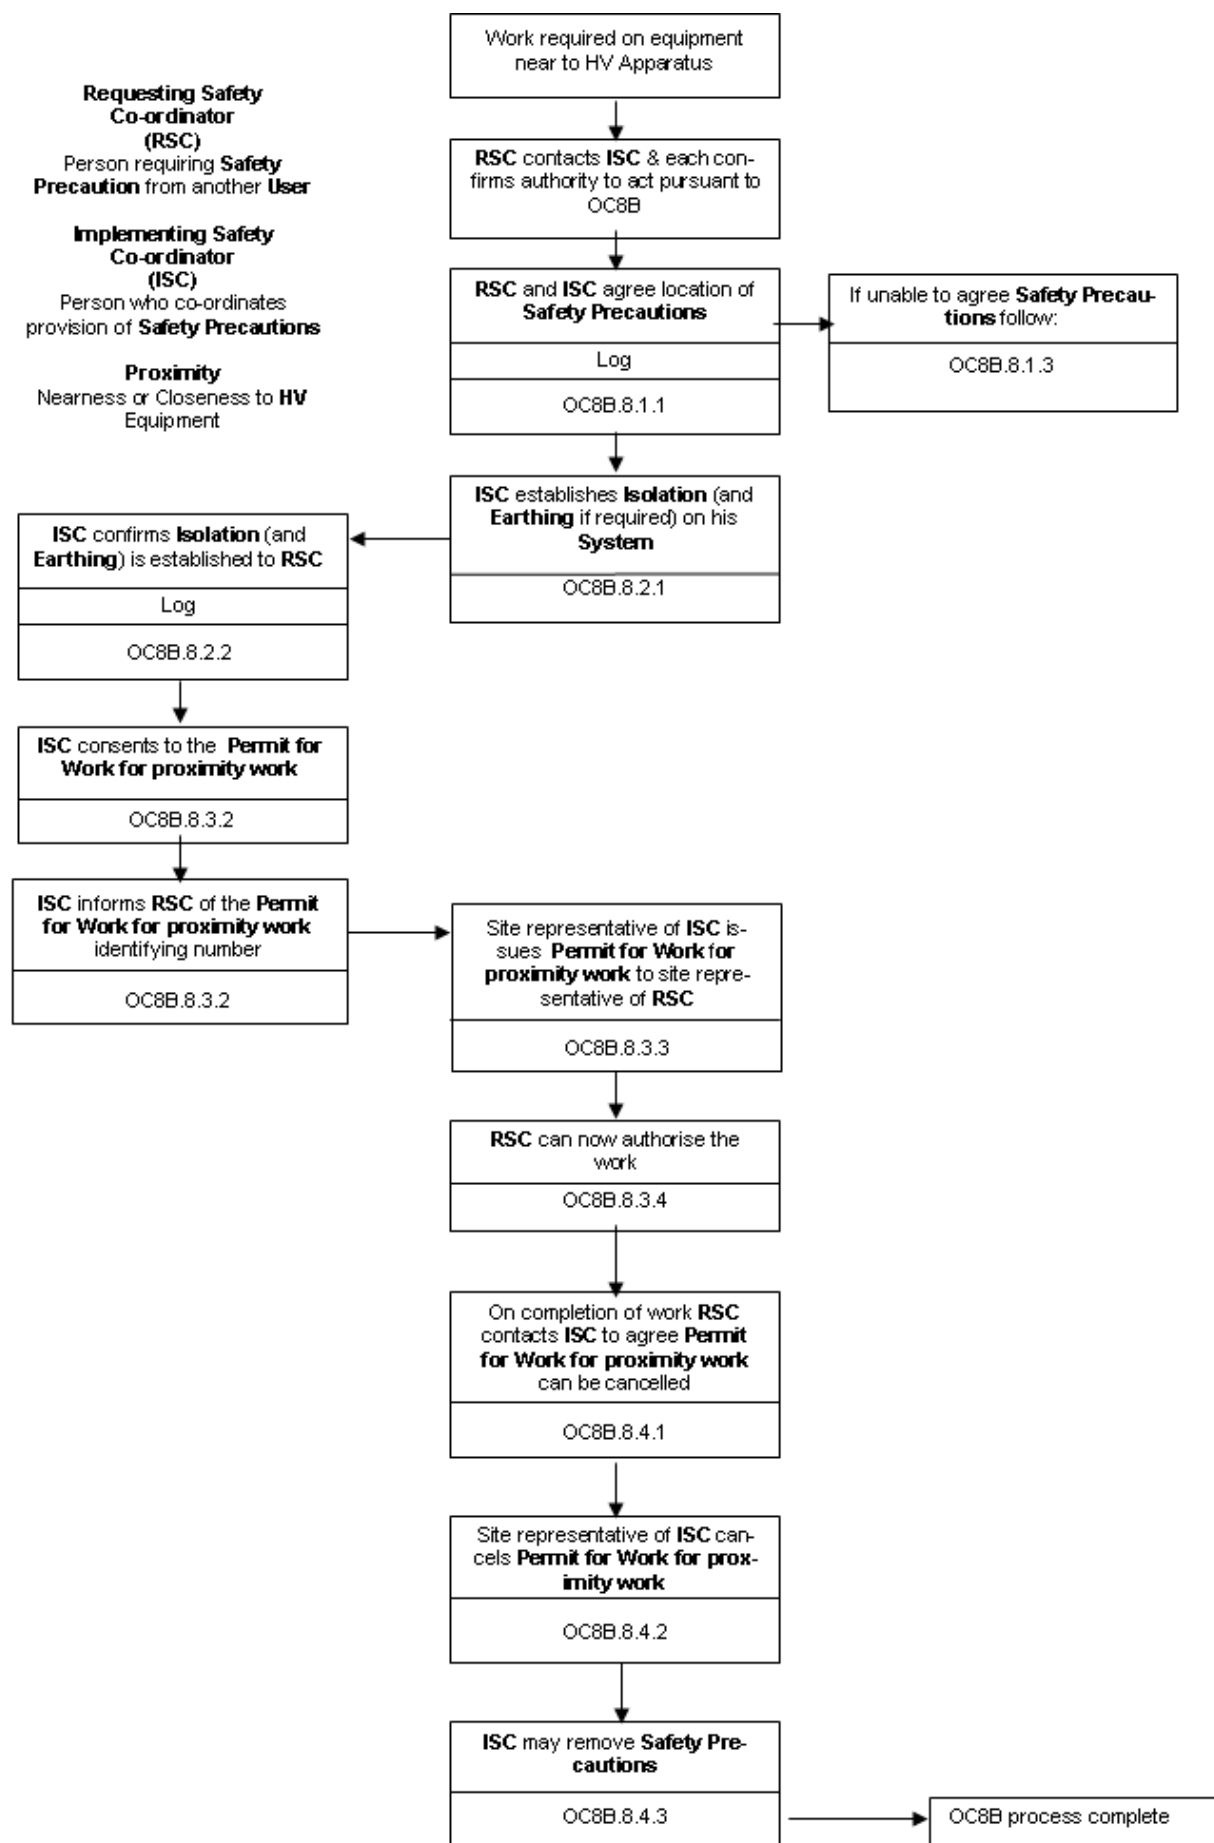 Work required on equipment
near to HV Apparatus
Requesting Safety
Co-ordinator
(RSC)
Person requiring Safety
Precaution from another User
Implementing Safety
Co-ordinator
(ISC)
Person who co-ordinates
provision of Safety Precautions
Proximity
Nearness or Closeness to HV
Equipment
RSC contacts ISC & each con-
firms authority to act pursuant to
OC8B
RSC and ISC agree location of
Safety Precautions
Log
OC8B.8.1.1
If unable to agree Safety Precau-
tions follow:
OC8B.8.1.3
ISC establishes Isolation (and
Earthing if required) on his
System
OC8B.8.2.1
ISC confirms Isolation (and
Earthing) is established to RSC
Log
OC8B.8.2.2
ISC consents to the Permit for
Work for proximity work
OC8B.8.3.2
ISC informs RSC of the Permit
for Work for proximity work
identifying number
OC8B.8.3.2
Site representative of ISC is-
sues Permit for Work for
proximity work to site repre-
sentative of RSC
OC8B.8.3.3
RSC can now authorise the
work
OC8B.8.3.4
On completion of work RSC
contacts ISC to agree Permit
for Work for proximity work
can be cancelled
OC8B.8.4.1
Site representative of ISC can-
cels Permit for Work for prox-
imity work
OC8B.8.4.2
ISC may remove Safety Pre-
cautions
OC8B.8.4.3
OC8B process complete